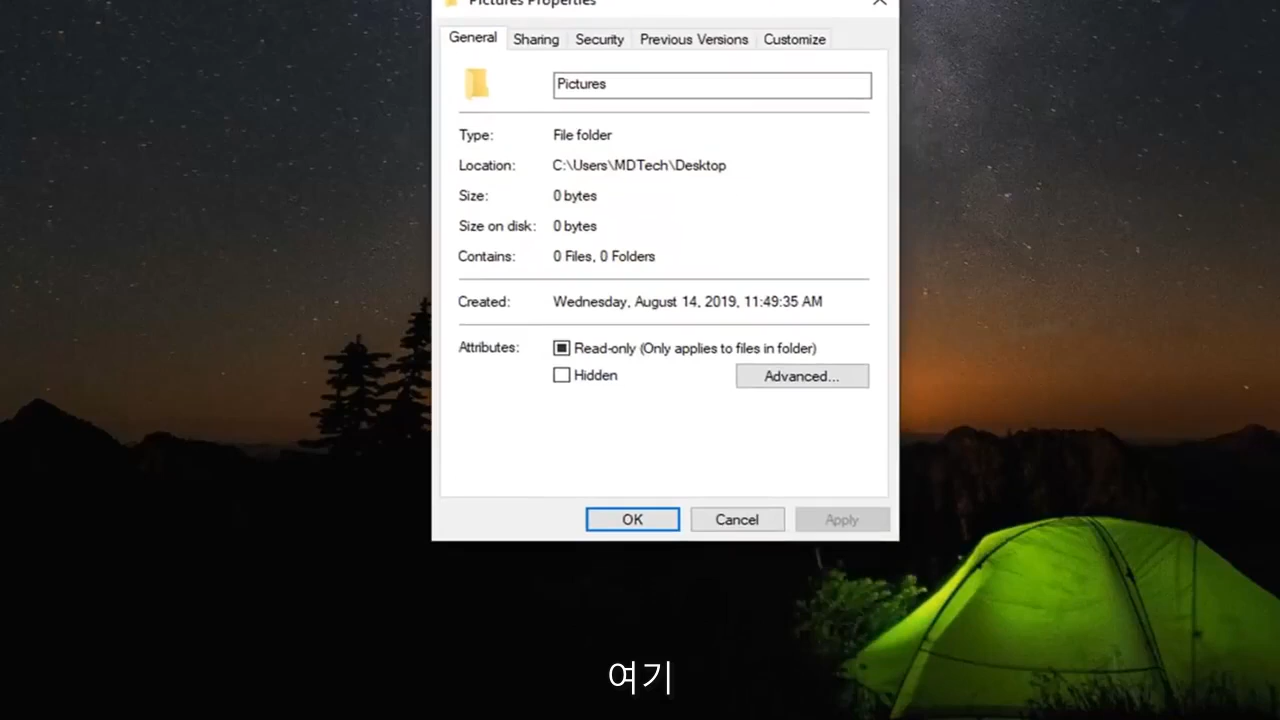 Pictures Properties
General Sharing Security Previous Versions Customize
Pictures
Type: File folder
Location: C:\Users\MDTech\Desktop
Size: 0 bytes
Size on disk: 0 bytes
Contains: 0 Files, 0 Folders
Created: Wednesday, August 14, 2019, 11:49:35 AM
Attributes: Read-only (Only applies to files in folder)
Hidden Advanced...
OK Cancel Apply
여기